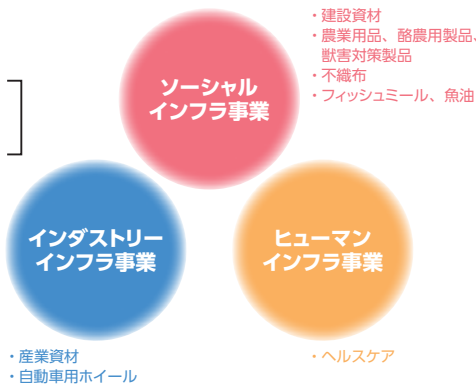 ・建設資材
・農業用品、酪農用製品、
獣害対策製品
・不織布
・フィッシュミール、魚油
ソーシャル
インフラ事業
インダストリー
インフラ事業
ヒューマン
インフラ事業
・産業資材
・自動車用ホイール
・ヘルスケア